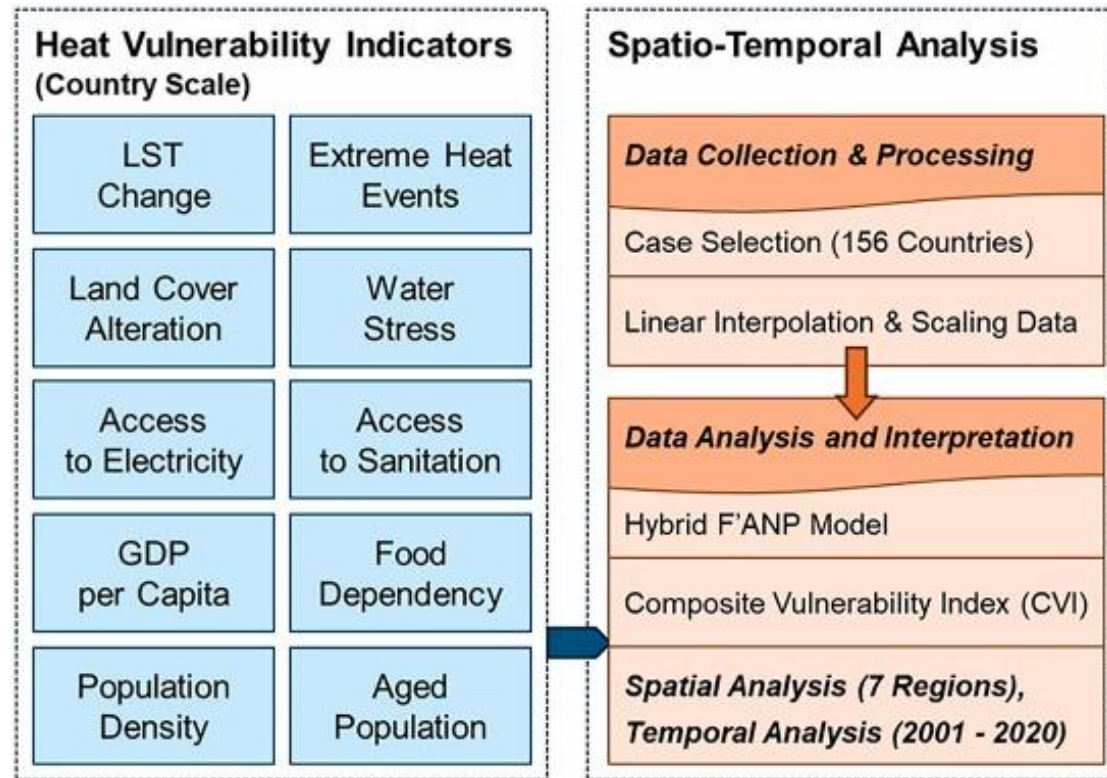 Heat Vulnerability Indicators
(Country Scale)
LST
Change
Extreme Heat
Events
Land Cover
Alteration
Water
Stress
Access
to Electricity
Access
to Sanitation
GDP
per Capita
Food
Dependency
Population
Density
Aged
Population
Spatio-Temporal Analysis
Data Collection & Processing
Case Selection (156 Countries)
Linear Interpolation & Scaling Data
Data Analysis and Interpretation
Hybrid F'ANP Model
Composite Vulnerability Index (CVI)
Spatial Analysis (7 Regions),
Temporal Analysis (2001 - 2020)